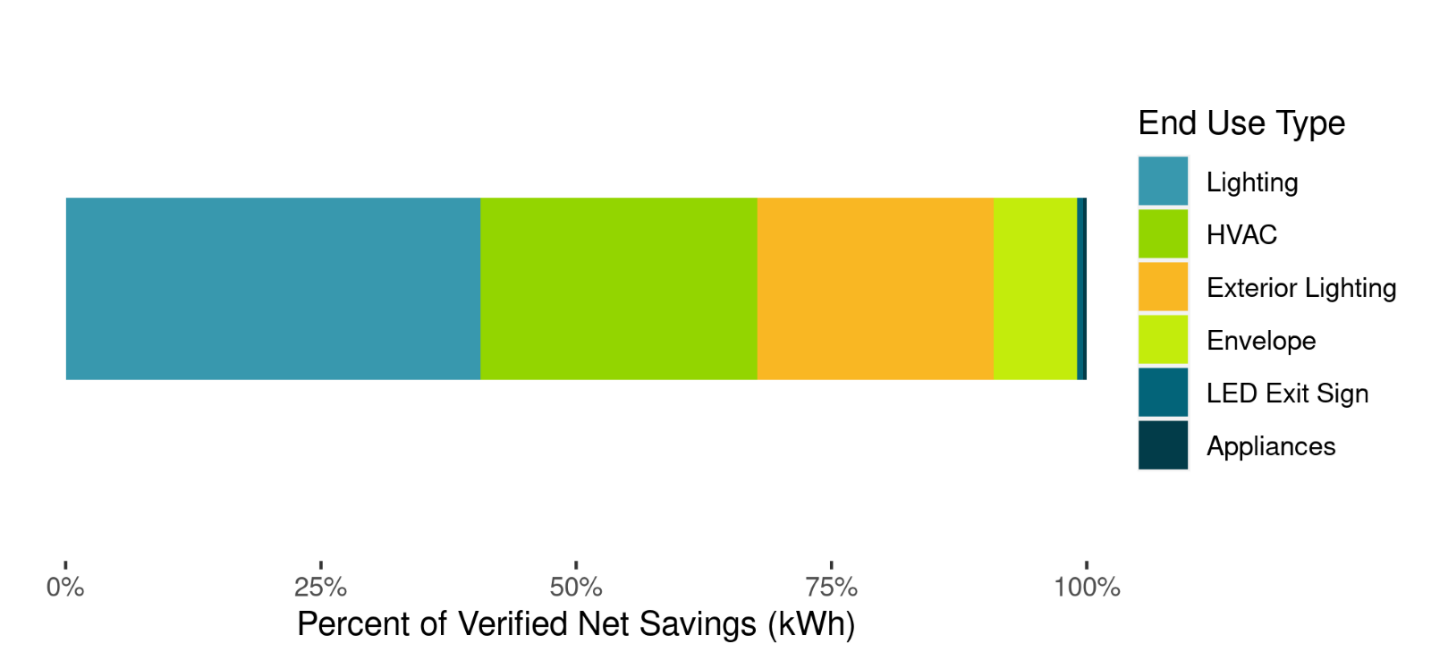 End Use Type
Lighting
HVAC
Exterior Lighting
Envelope
LED Exit Sign
Appliances
0% 25% 50% 75% 100%
Percent of Verified Net Savings (kWh)